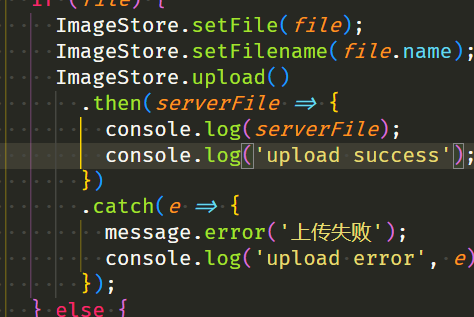 if (file) {
ImageStore.setFile(file);
ImageStore.setFilename(file.name);
ImageStore.upload()
.then(serverFile => {
console.log(serverFile);
console.log('upload success');
})
.catch(e => {
message.error('上传失败');
console.log('upload error', e)
});
} else {